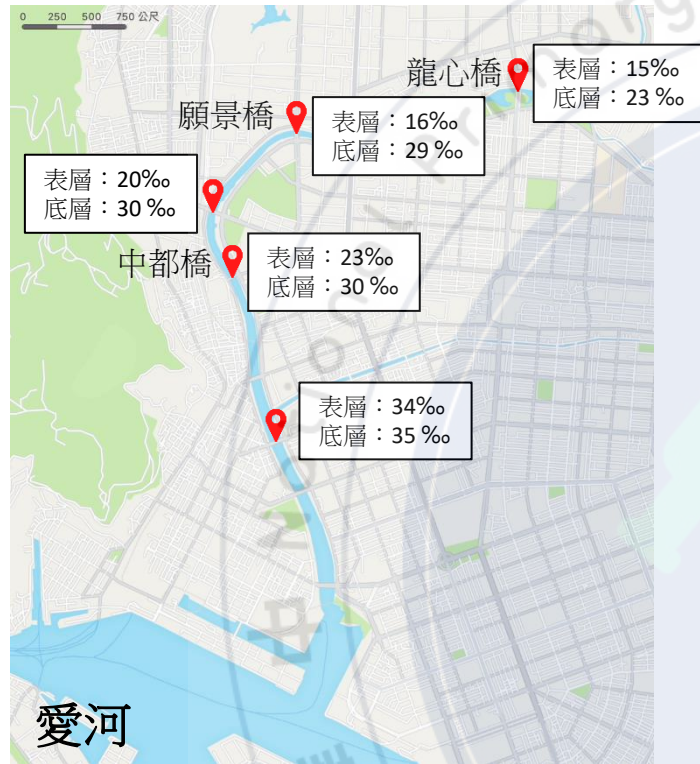 0 250 500 750 公尺
龍心橋
表層：15‰
底層：23 ‰
願景橋
表層：16‰
底層：29 ‰
表層：20‰
底層：30 ‰
中都橋
表層：23‰
底層：30 ‰
表層：34‰
底層：35 ‰
愛河